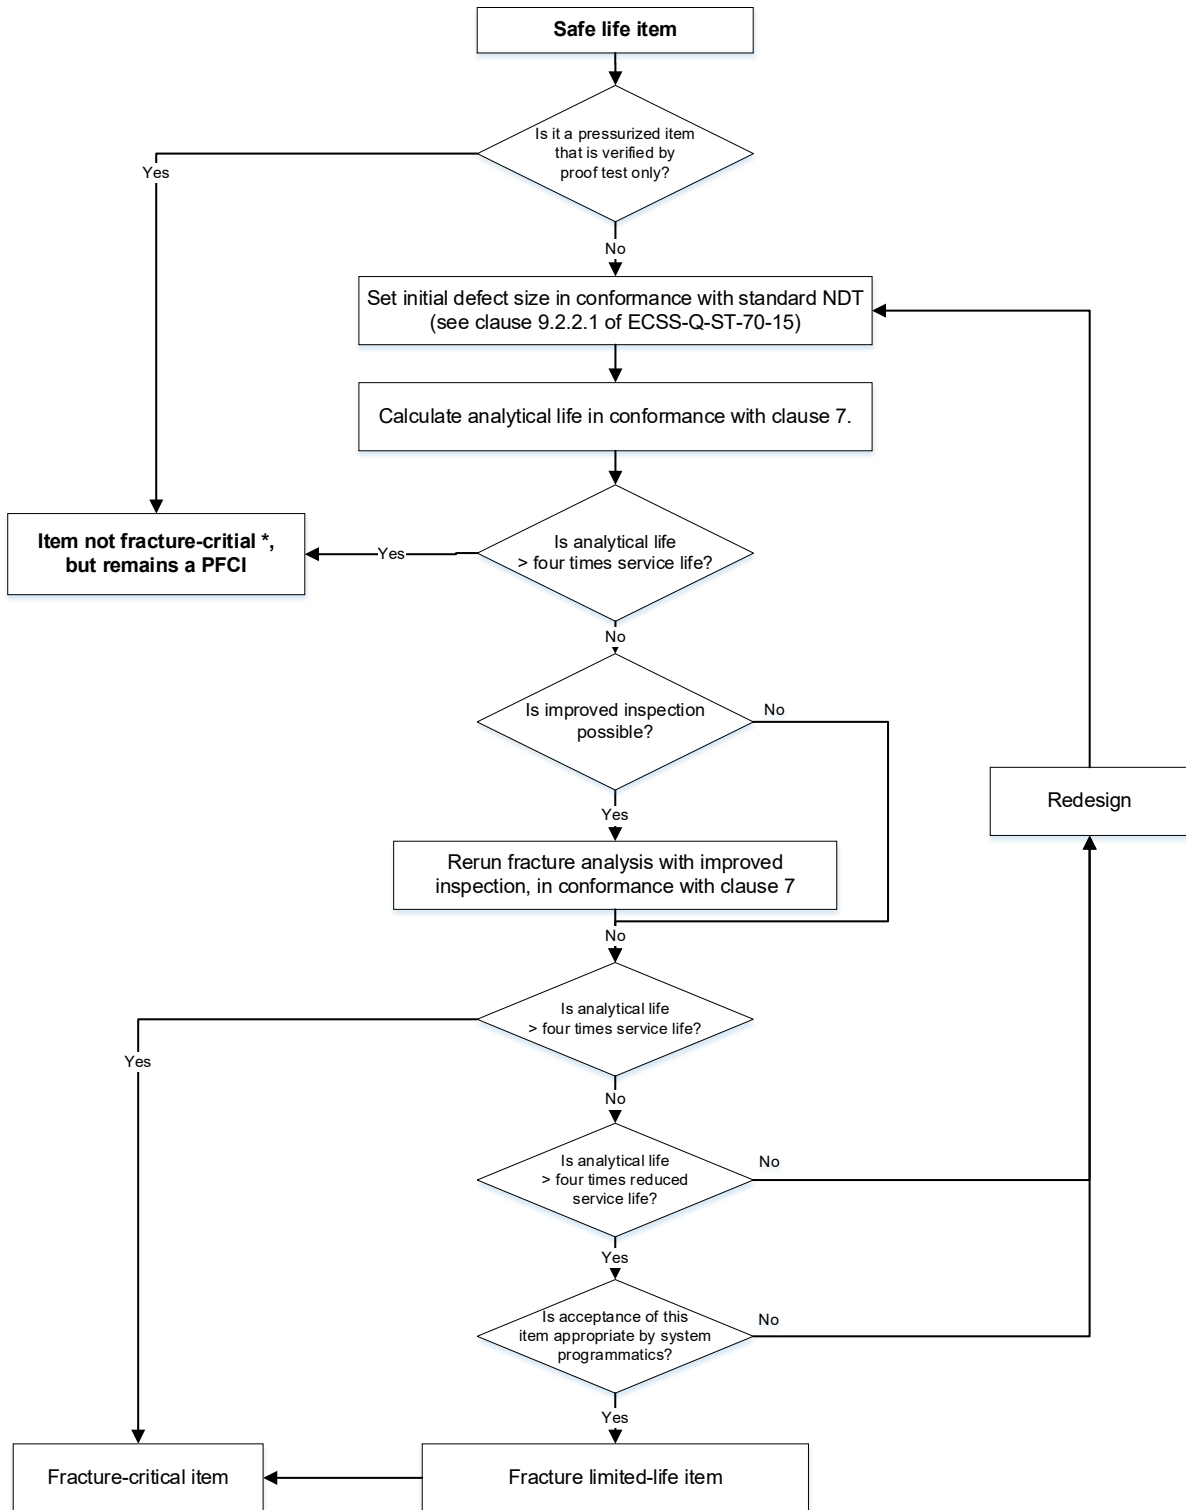 Safe life item
Is it a pressurized item
that is verified by
proof test only?
Yes
No
Set initial defect size in conformance with standard NDT
(see clause 9.2.2.1 of ECSS-Q-ST-70-15)
Calculate analytical life in conformance with clause 7.
Item not fracture-critial *,
but remains a PFCI
Yes
Is analytical life
> four times service life?
No
Is improved inspection
possible?
No
Yes
Redesign
Rerun fracture analysis with improved
inspection, in conformance with clause 7
No
Is analytical life
> four times service life?
Yes
No
Is analytical life
> four times reduced
service life?
No
Yes
Is acceptance of this
item appropriate by system
programmatics?
No
Yes
Fracture-critical item
Fracture limited-life item